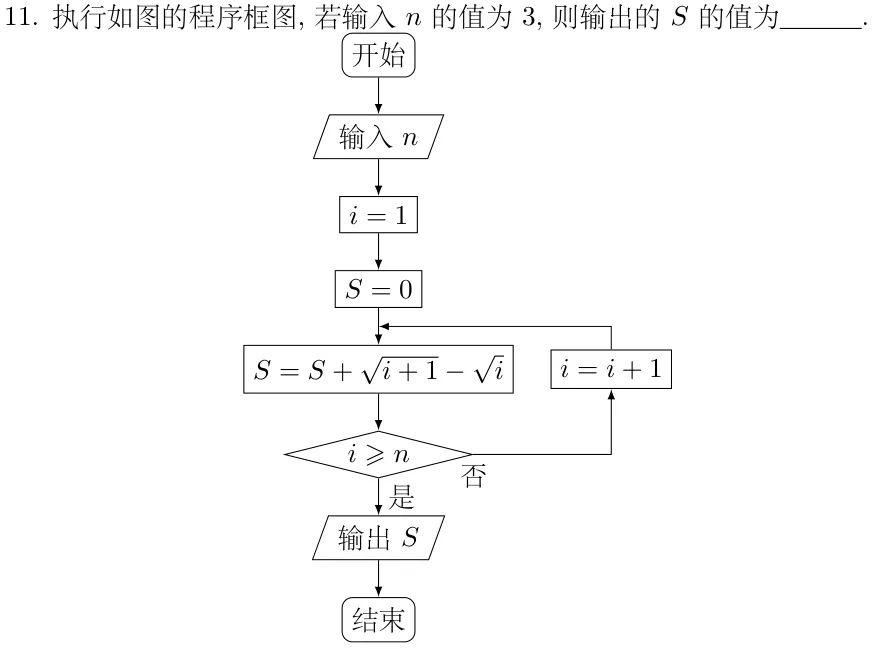 11. 执行如图的程序框图, 若输入 n 的值为 3, 则输出的 S 的值为______.
开始
输入 n
i = 1
S = 0
S = S + √(i + 1) − √i
i = i + 1
i ⩾ n
否
是
输出 S
结束